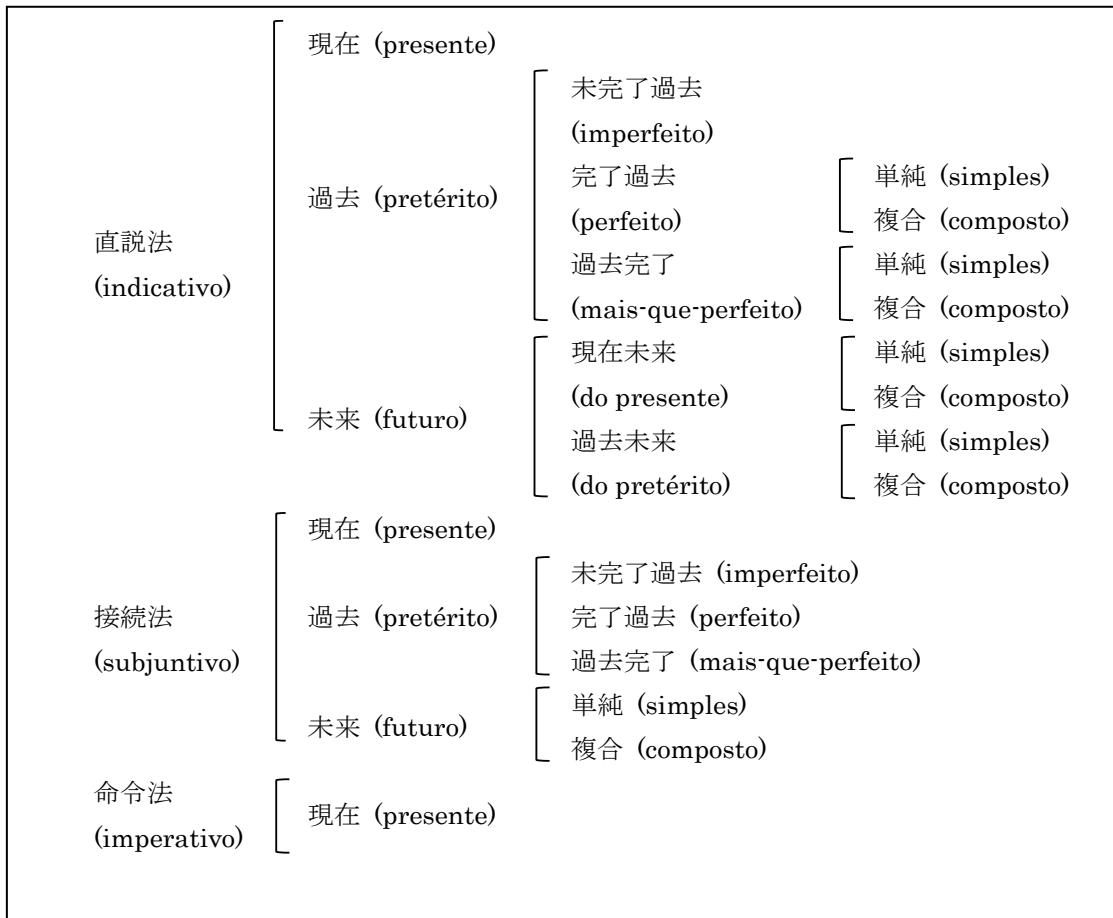 現在 (presente)
未完了過去
(imperfeito)
完了過去
(perfeito)
単純 (simples)
複合 (composto)
過去 (pretérito)
過去完了
(mais-que-perfeito)
単純 (simples)
複合 (composto)
直説法
(indicativo)
現在未来
(do presente)
単純 (simples)
複合 (composto)
未来 (futuro)
過去未来
(do pretérito)
単純 (simples)
複合 (composto)
現在 (presente)
未完了過去 (imperfeito)
過去 (pretérito)
完了過去 (perfeito)
過去完了 (mais-que-perfeito)
接続法
(subjuntivo)
未来 (futuro)
単純 (simples)
複合 (composto)
命令法
(imperativo)
現在 (presente)